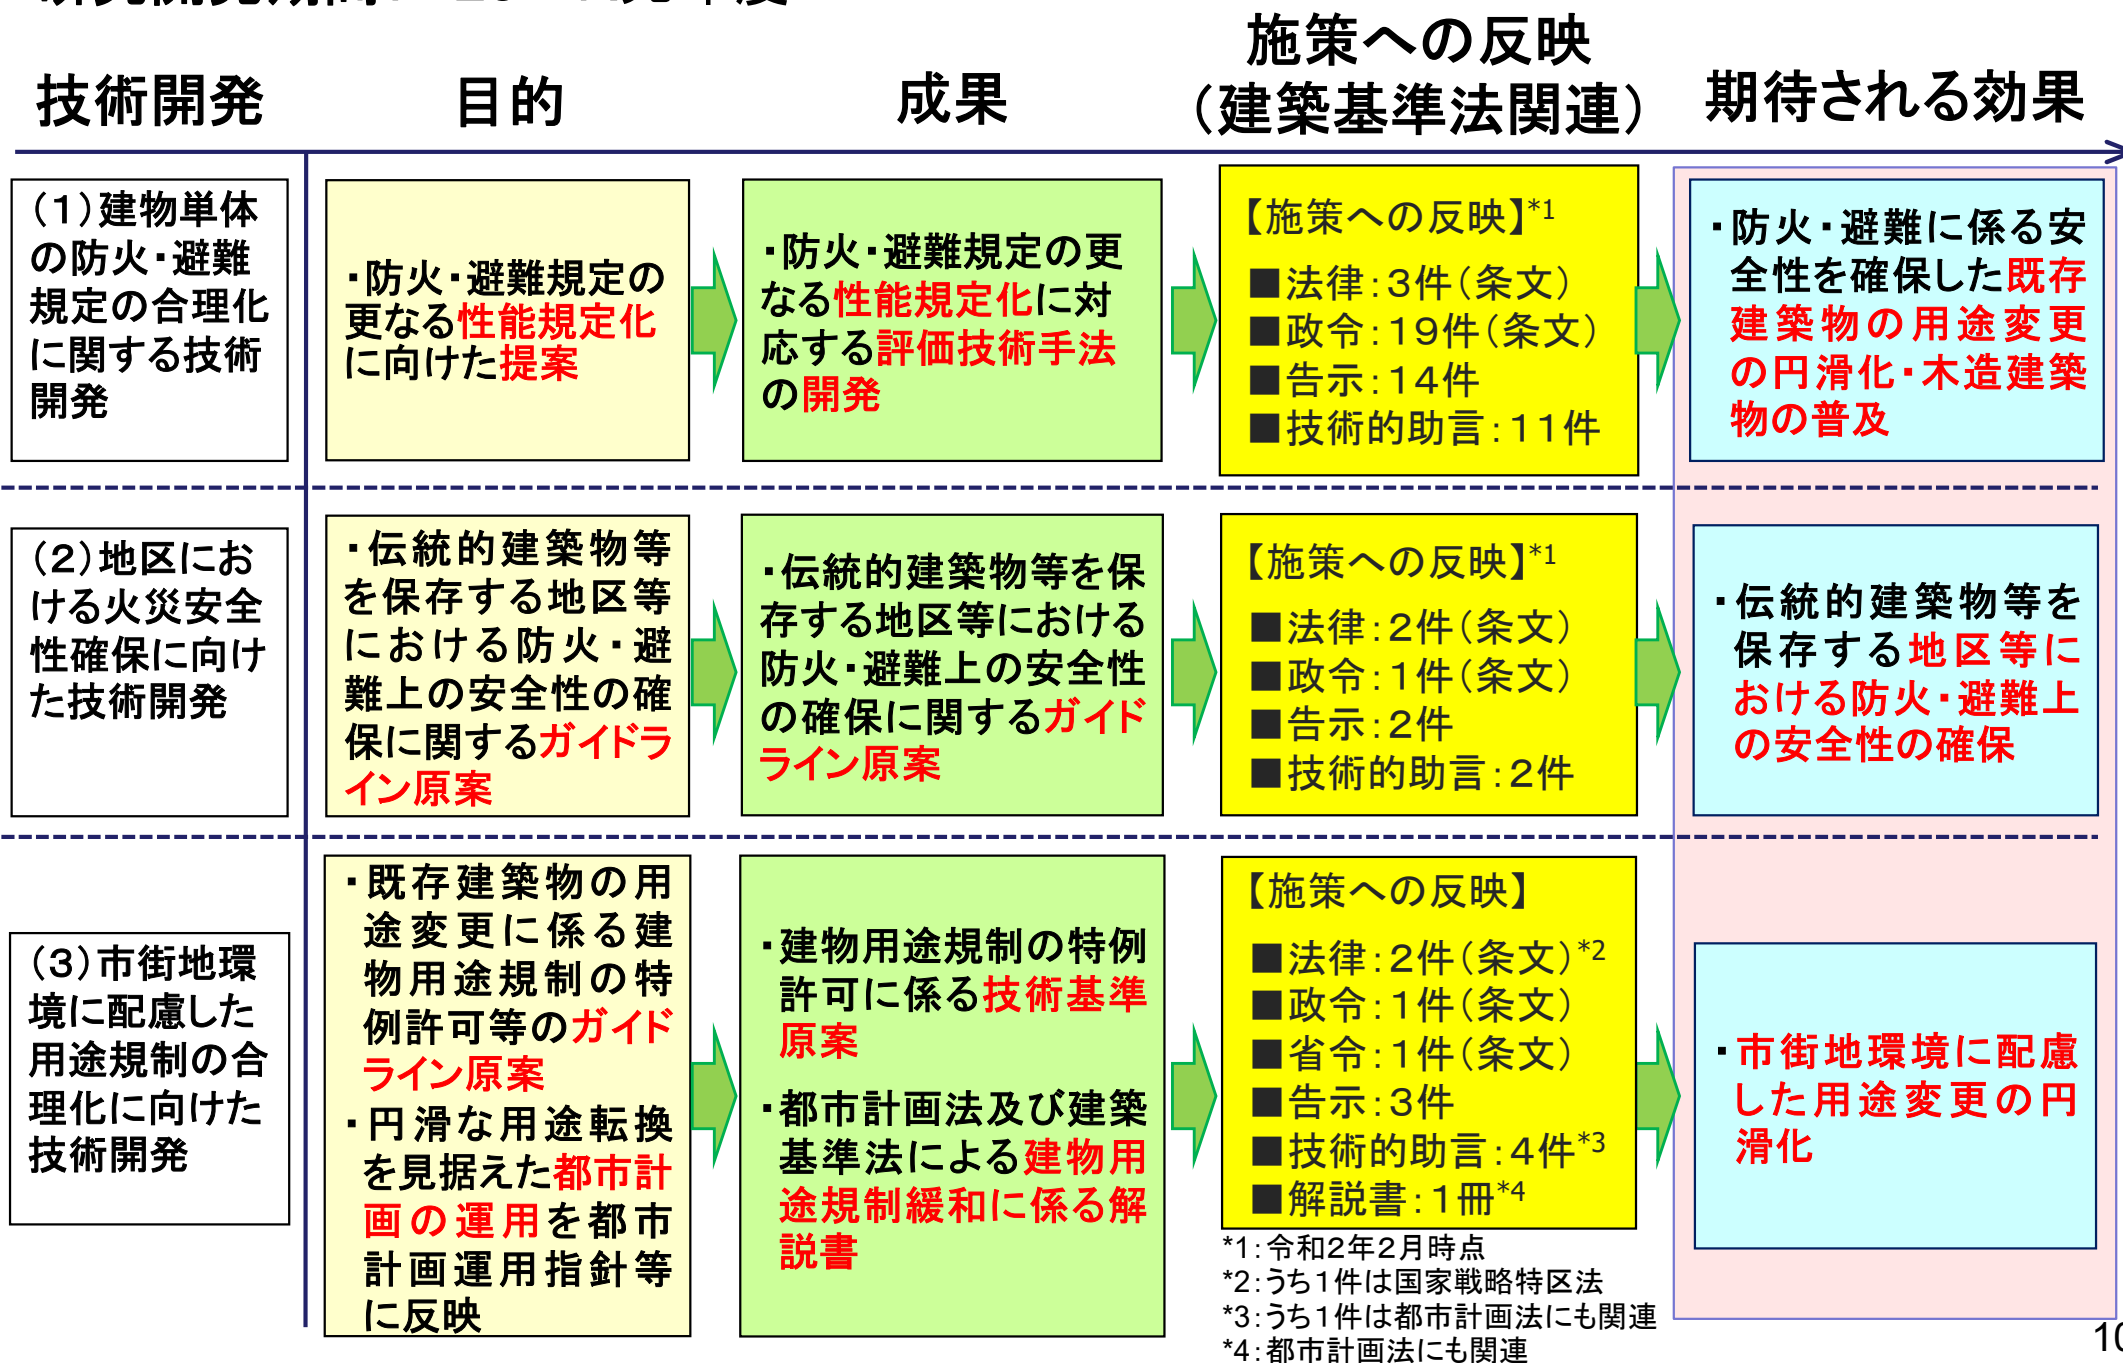 技術開発
目的
成果
施策への反映
（建築基準法関連）
期待される効果
（１）建物単体
の防火・避難
規定の合理化
に関する技術
開発
・防火・避難規定の
更なる性能規定化
に向けた提案
・防火・避難規定の更
なる性能規定化に対
応する評価技術手法
の開発
【施策への反映】*1
■法律：３件（条文）
■政令：１９件（条文）
■告示：１４件
■技術的助言：１１件
・防火・避難に係る安
全性を確保した既存
建築物の用途変更
の円滑化・木造建築
物の普及
（２）地区にお
ける火災安全
性確保に向け
た技術開発
・伝統的建築物等
を保存する地区等
における防火・避
難上の安全性の確
保に関するガイドラ
イン原案
・伝統的建築物等を保
存する地区等における
防火・避難上の安全性
の確保に関するガイド
ライン原案
【施策への反映】*1
■法律：２件（条文）
■政令：１件（条文）
■告示：２件
■技術的助言：２件
・伝統的建築物等を
保存する地区等に
おける防火・避難上
の安全性の確保
（３）市街地環
境に配慮した
用途規制の合
理化に向けた
技術開発
・既存建築物の用
途変更に係る建
物用途規制の特
例許可等のガイド
ライン原案
・円滑な用途転換
を見据えた都市計
画の運用を都市
計画運用指針等
に反映
・建物用途規制の特例
許可に係る技術基準
原案
・都市計画法及び建築
基準法による建物用
途規制緩和に係る解
説書
【施策への反映】
■法律：２件（条文）*2
■政令：１件（条文）
■省令：１件（条文）
■告示：３件
■技術的助言：４件*3
■解説書：１冊*4
・市街地環境に配慮
した用途変更の円
滑化
*1：令和2年2月時点
*2：うち１件は国家戦略特区法
*3：うち１件は都市計画法にも関連
*4：都市計画法にも関連